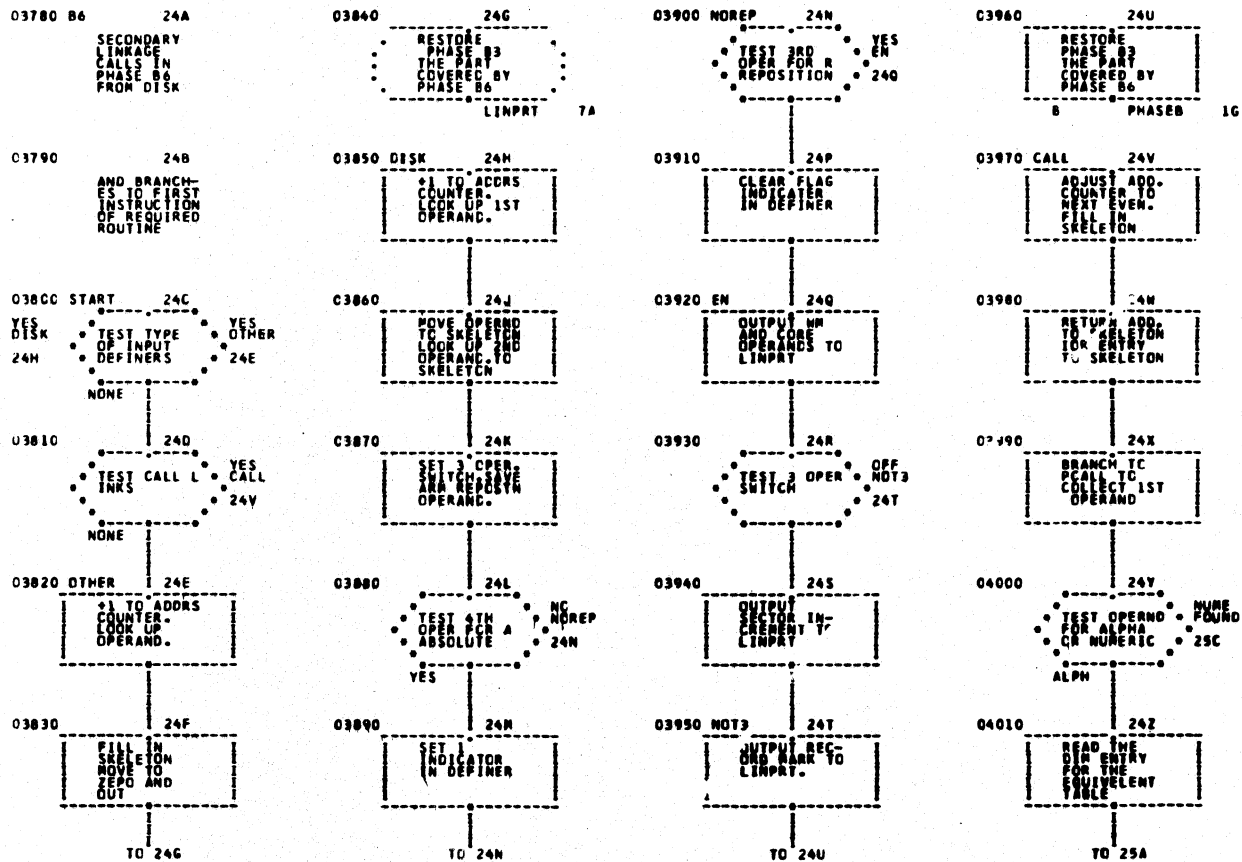 03780 B6 24A
SECONDARY
LINKAGE
CALLS IN
PHASE B6
FROM DISK
03790 24B
AND BRANCH-
ES TO FIRST
INSTRUCTION
OF REQUIRED
ROUTINE
03800 START 24C
YES
DISK
24H
TEST TYPE
OF INPUT
DEFINERS
YES
OTHER
24E
NONE
03810 24D
TEST CALL L
INKS
YES
CALL
24V
NONE
03820 OTHER 24E
+1 TO ADDRS
COUNTER.
LOOK UP
OPERAND.
03830 24F
FILL IN
SKELETON
MOVE TO
ZEPO AND
OUT
TO 24G
03840 24G
RESTORE
PHASE B3
THE PART
COVERED BY
PHASE B6
LINPRT 7A
03850 DISK 24H
+1 TO ADDRS
COUNTER.
LOOK UP 1ST
OPERAND.
03860 24J
MOVE OPERND
TO SKELETON
LOOK UP 2ND
OPERAND.TO
SKELETON
03870 24K
SET 3 OPER.
SWITCH.SAVE
ARM REPOSTN
OPERAND.
03880 24L
TEST 4TH
OPER FOR A
ABSOLUTE
NO
NOREP
24N
YES
03890 24M
SET 1
INDICATOR
IN DEFINER
TO 24N
03900 NOREP 24N
TEST 3RD
OPER FOR R
REPOSITION
YES
EN
24Q
03910 24P
CLEAR FLAG
INDICATER
IN DEFINER
03920 EN 24Q
OUTPUT WM
AND CORE
OPERANDS TO
LINPRT
03930 24R
TEST 3 OPER
SWITCH
OFF
NOT3
24T
03940 24S
OUTPUT
SECTOR IN-
CREMENT TO
LINPRT
03950 NOT3 24T
OUTPUT REC-
ORD MARK TO
LINPRT.
TO 24U
03960 24U
RESTORE
PHASE B3
THE PART
COVERED BY
PHASE B6
B PHASEB 1G
03970 CALL 24V
ADJUST ADD.
COUNTER TO
NEXT EVEN.
FILL IN
SKELETON
03980 24W
RETURN ADD.
TO SKELETON
ENTRY
TO SKELETON
03990 24X
BRANCH TO
PCALL TO
COLLECT 1ST
OPERAND
04000 24Y
TEST OPERND
FOR ALPHA
OR NUMERIC
NUME
FOUND
25C
ALPH
04010 24Z
READ THE
DIM ENTRY
FOR THE
EQUIVELENT
TABLE
TO 25A